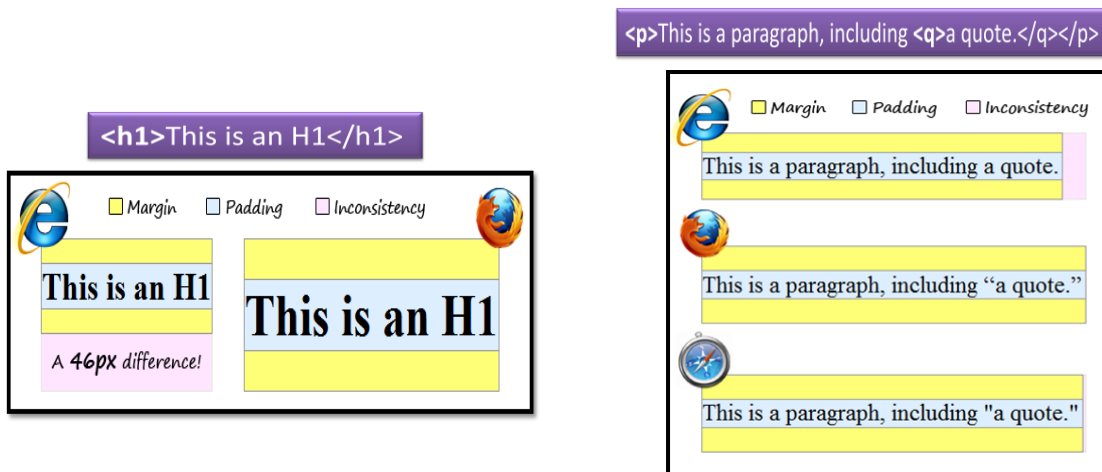 <h1>This is an H1</h1>
Margin Padding Inconsistency
This is an H1
This is an H1
A 46px difference!
<p>This is a paragraph, including <q>a quote.</q></p>
Margin Padding Inconsistency
This is a paragraph, including a quote.
This is a paragraph, including “a quote.”
This is a paragraph, including "a quote."